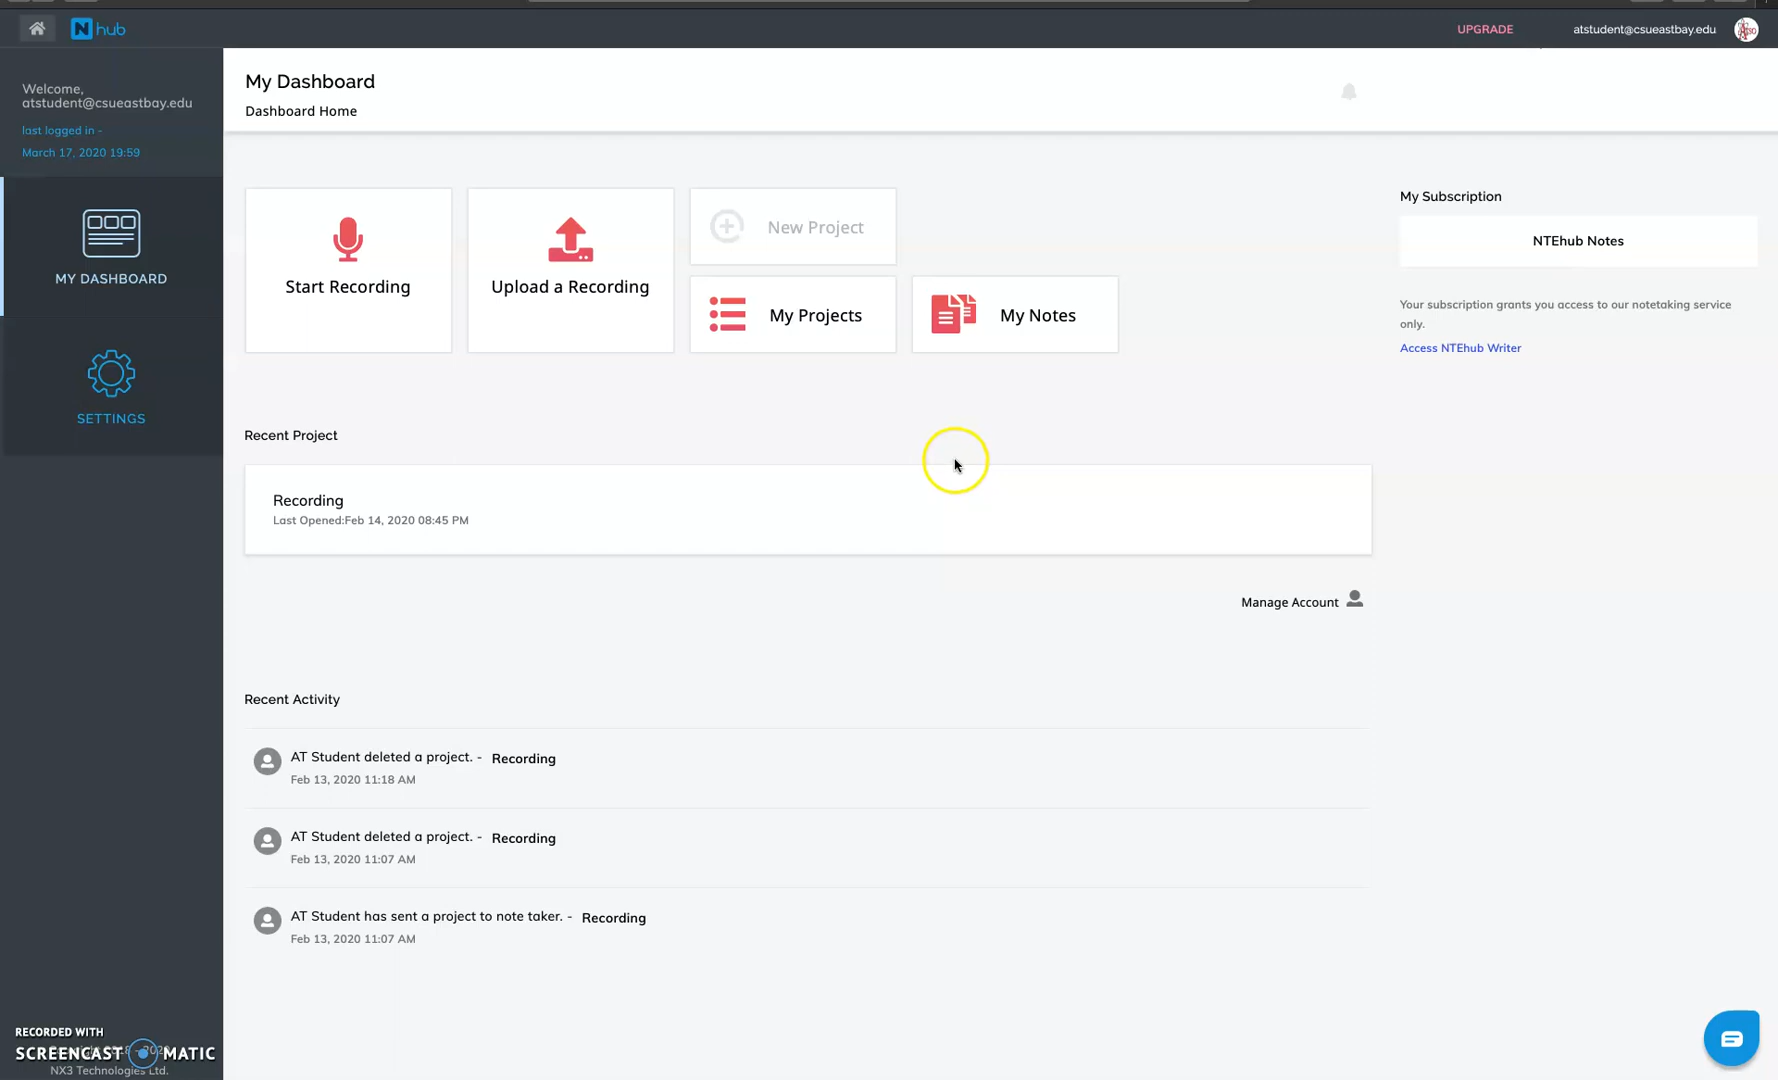 N hub
UPGRADE
atstudent@csueastbay.edu
Welcome,
atstudent@csueastbay.edu
last logged in -
March 17, 2020 19:59
MY DASHBOARD
SETTINGS
My Dashboard
Dashboard Home
Start Recording
Upload a Recording
New Project
My Projects
My Notes
My Subscription
NTEhub Notes
Your subscription grants you access to our notetaking service
only.
Access NTEhub Writer
Recent Project
Recording
Last Opened:Feb 14, 2020 08:45 PM
Manage Account
Recent Activity
AT Student deleted a project. - Recording
Feb 13, 2020 11:18 AM
AT Student deleted a project. - Recording
Feb 13, 2020 11:07 AM
AT Student has sent a project to note taker. - Recording
Feb 13, 2020 11:07 AM
RECORDED WITH
SCREENCAST MATIC
NX3 Technologies Ltd.